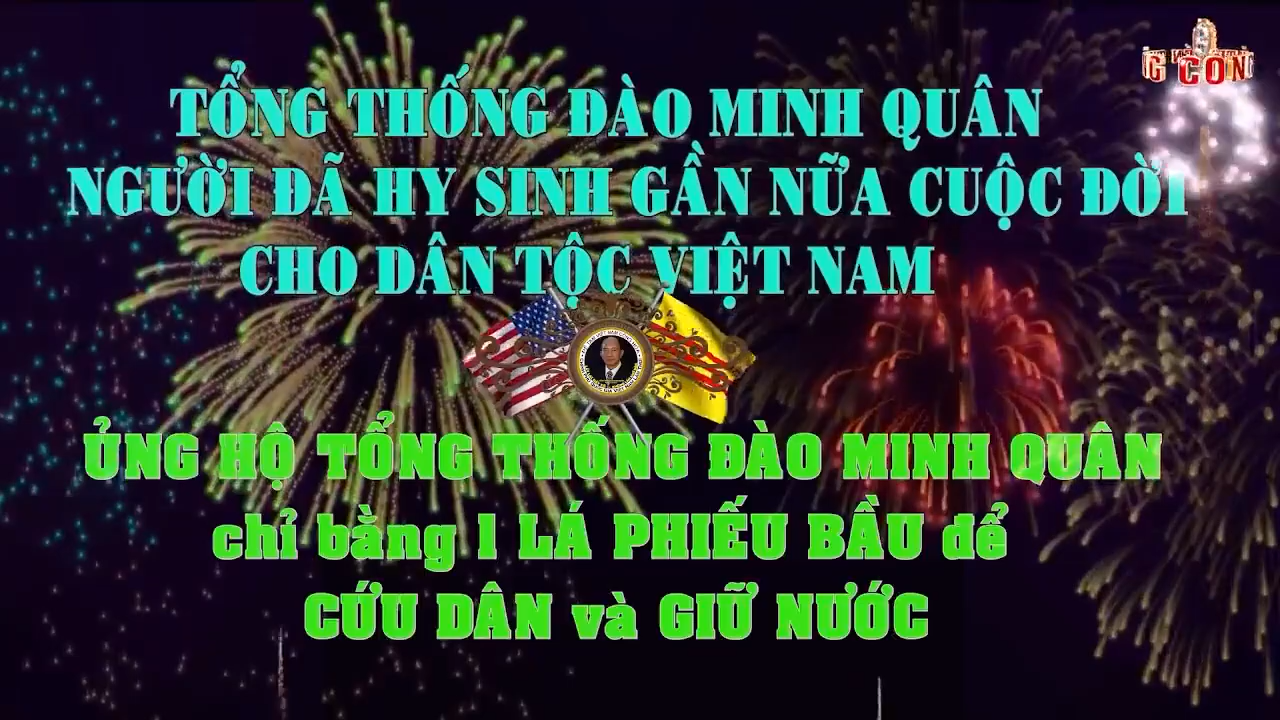 TỔNG THỐNG ĐÀO MINH QUÂN
NGƯỜI ĐÃ HY SINH GẦN NỮA CUỘC ĐỜI
CHO DÂN TỘC VIỆT NAM
ỦNG HỘ TỔNG THỐNG ĐÀO MINH QUÂN
chỉ bằng 1 LÁ PHIẾU BẦU để
CỨU DÂN và GIỮ NƯỚC